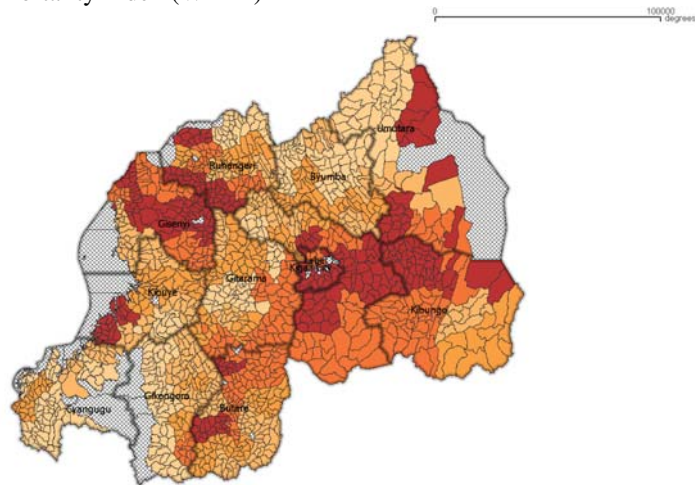 0
100000
degrees
Umutara
Ruhengeri
Byumba
Gisenyi
Kibuye
Gitarama
Kibungo
Gikongoro
Butare
Cyangugu